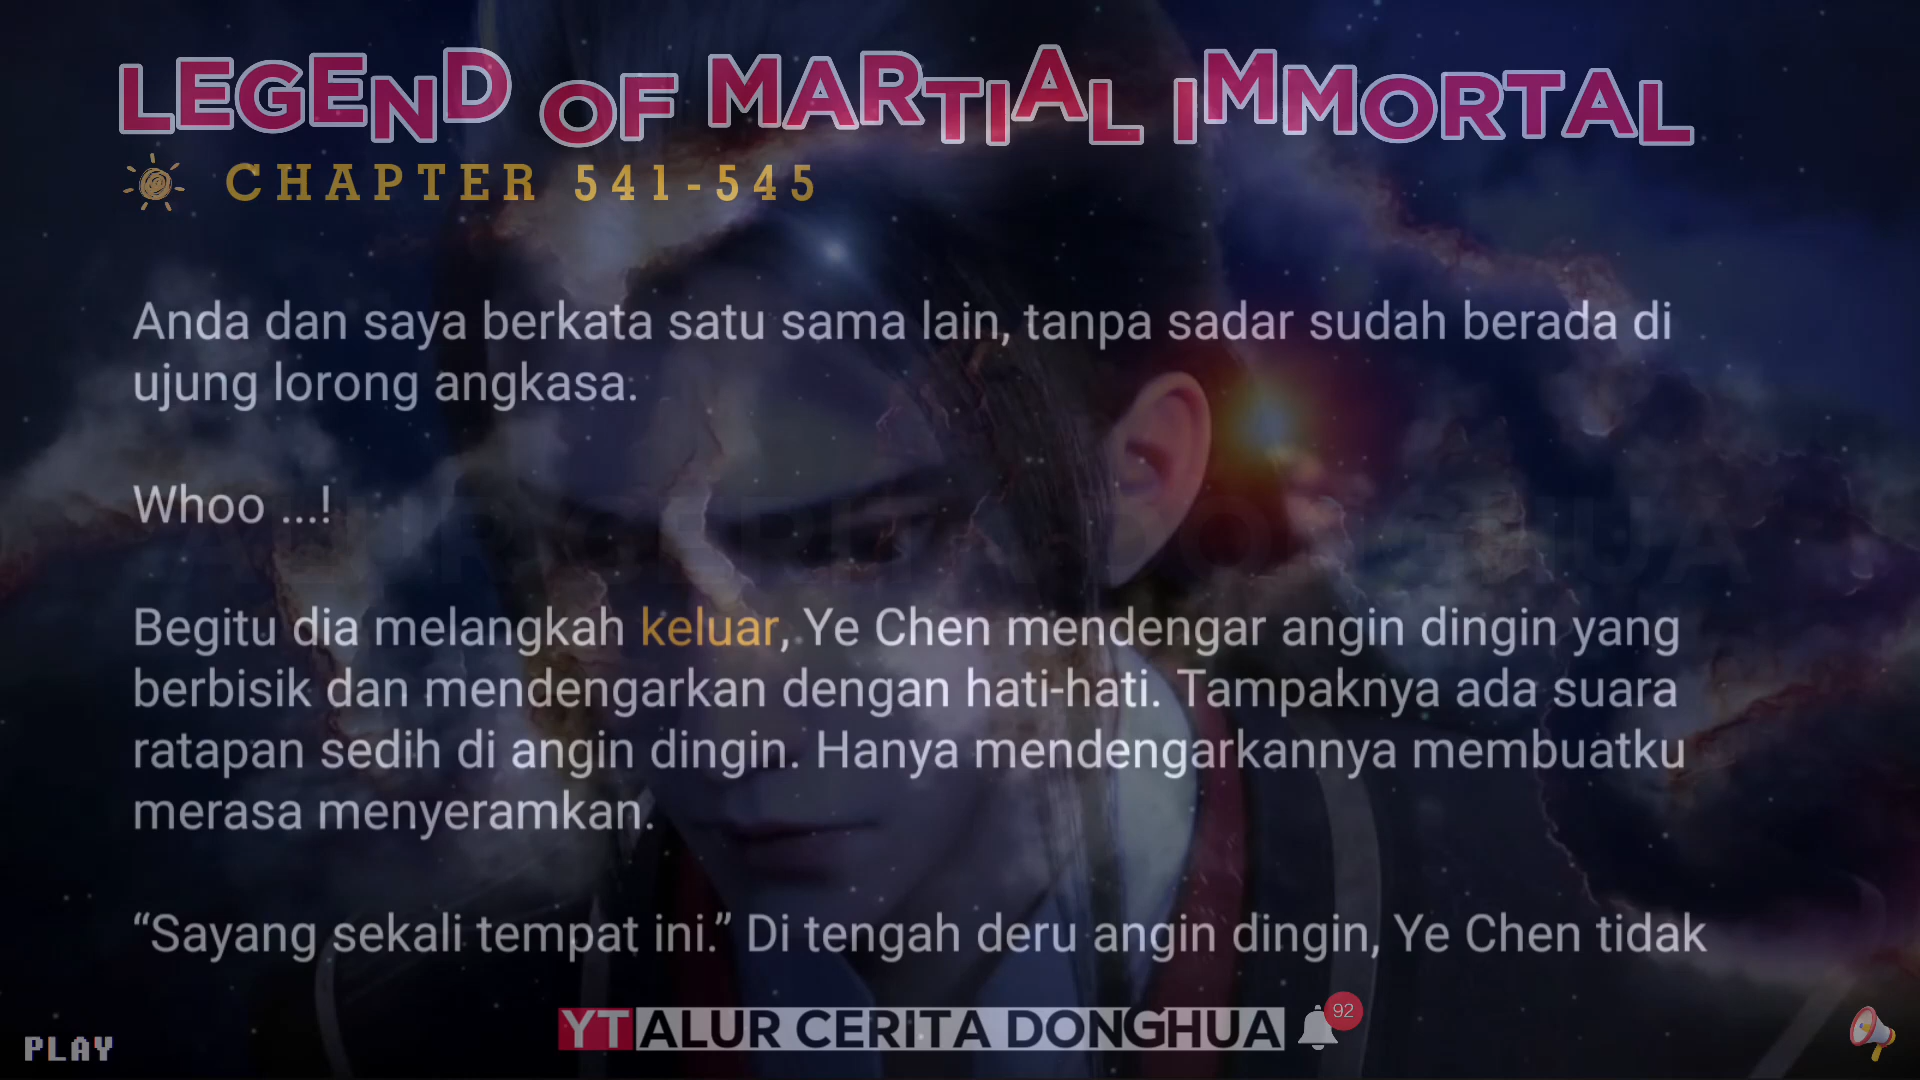 LEGEND OF MARTIAL IMMORTAL
CHAPTER 541-545
Anda dan saya berkata satu sama lain, tanpa sadar sudah berada di
ujung lorong angkasa.
Whoo ...!
ALUR CERITA DONGHUA
Begitu dia melangkah keluar, Ye Chen mendengar angin dingin yang
berbisik dan mendengarkan dengan hati-hati. Tampaknya ada suara
ratapan sedih di angin dingin. Hanya mendengarkannya membuatku
merasa menyeramkan.
“Sayang sekali tempat ini.” Di tengah deru angin dingin, Ye Chen tidak
YT ALUR CERITA DONGHUA 92
PLAY